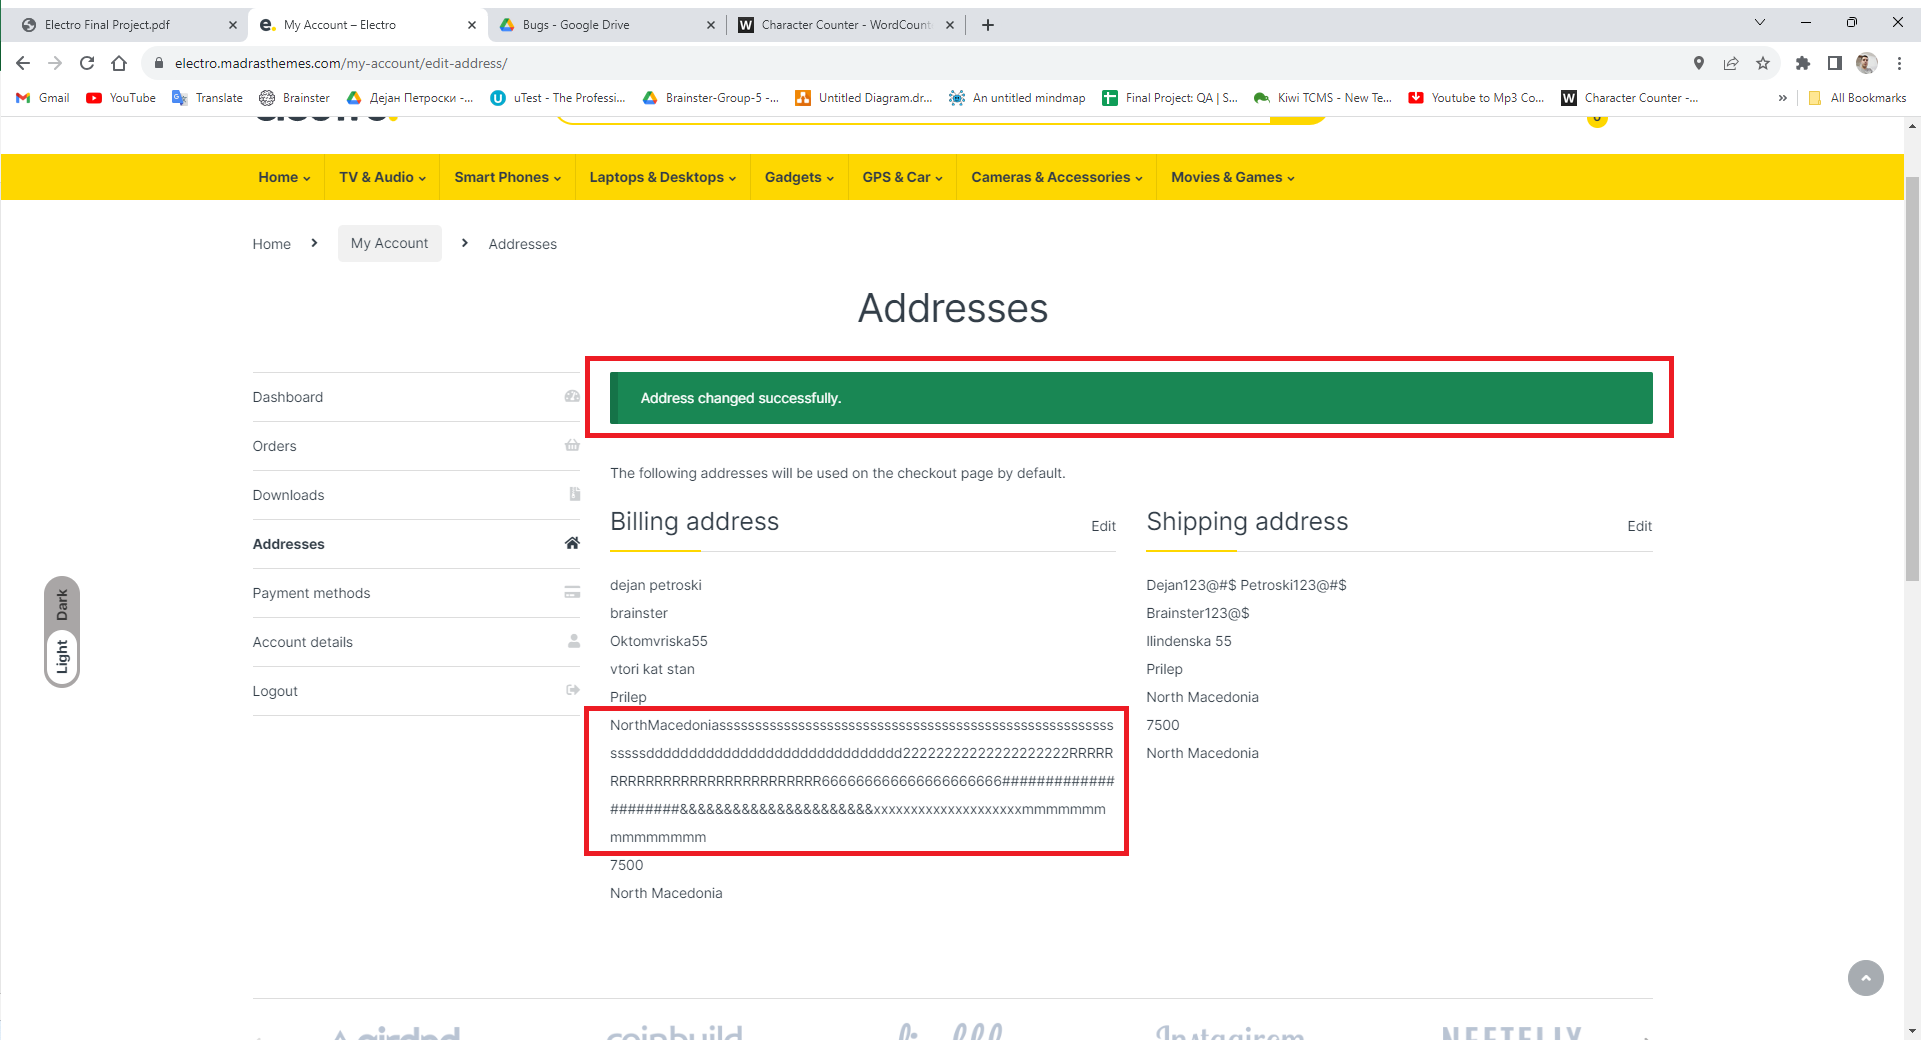 Electro Final Project.pdf
My Account – Electro
Bugs - Google Drive
Character Counter - WordCount
electro.madrasthemes.com/my-account/edit-address/
Gmail
YouTube
Translate
Brainster
Дејан Петроски -...
uTest - The Professi...
Brainster-Group-5 -...
Untitled Diagram.dr...
An untitled mindmap
Final Project: QA | S...
Kiwi TCMS - New Te...
Youtube to Mp3 Co...
Character Counter -...
All Bookmarks
Home
TV & Audio
Smart Phones
Laptops & Desktops
Gadgets
GPS & Car
Cameras & Accessories
Movies & Games
Home
My Account
Addresses
Addresses
Dashboard
Orders
Downloads
Addresses
Payment methods
Account details
Logout
Dark
Light
Address changed successfully.
The following addresses will be used on the checkout page by default.
Billing address
Edit
dejan petroski
brainster
Oktomvriska55
vtori kat stan
Prilep
NorthMacedoniasssssssssssssssssssssssssssssssssssssssssssssssssssssss
sssssdddddddddddddddddddddddddddddddddd22222222222222222222RRRRR
RRRRRRRRRRRRRRRRRRRRRRRR666666666666666666666#############
########&&&&&&&&&&&&&&&&&&&&&&xxxxxxxxxxxxxxxxxxxxmmmmmmm
mmmmmmmm
7500
North Macedonia
Shipping address
Edit
Dejan123@#$ Petroski123@#$
Brainster123@$
Ilindenska 55
Prilep
North Macedonia
7500
North Macedonia